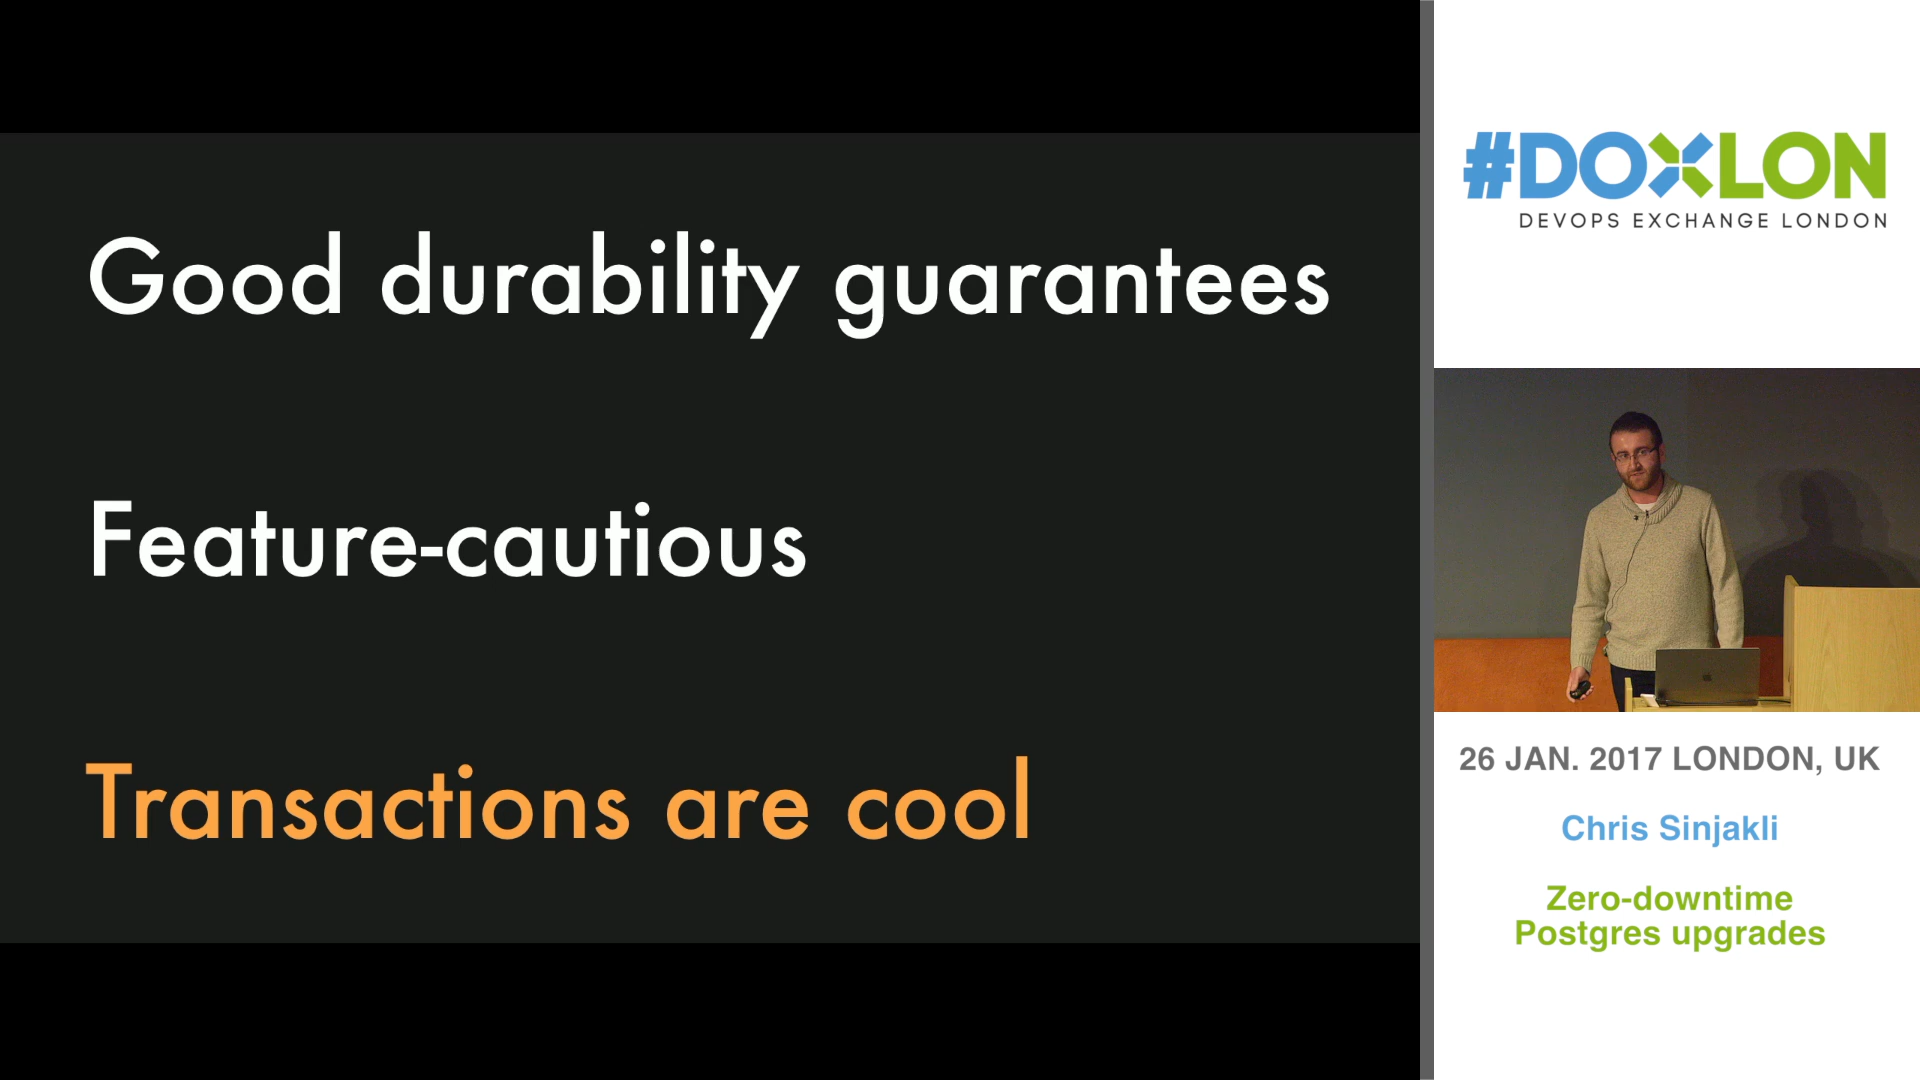 Good durability guarantees
Feature-cautious
Transactions are cool
#DOXLON
DEVOPS EXCHANGE LONDON
26 JAN. 2017 LONDON, UK
Chris Sinjakli
Zero-downtime
Postgres upgrades